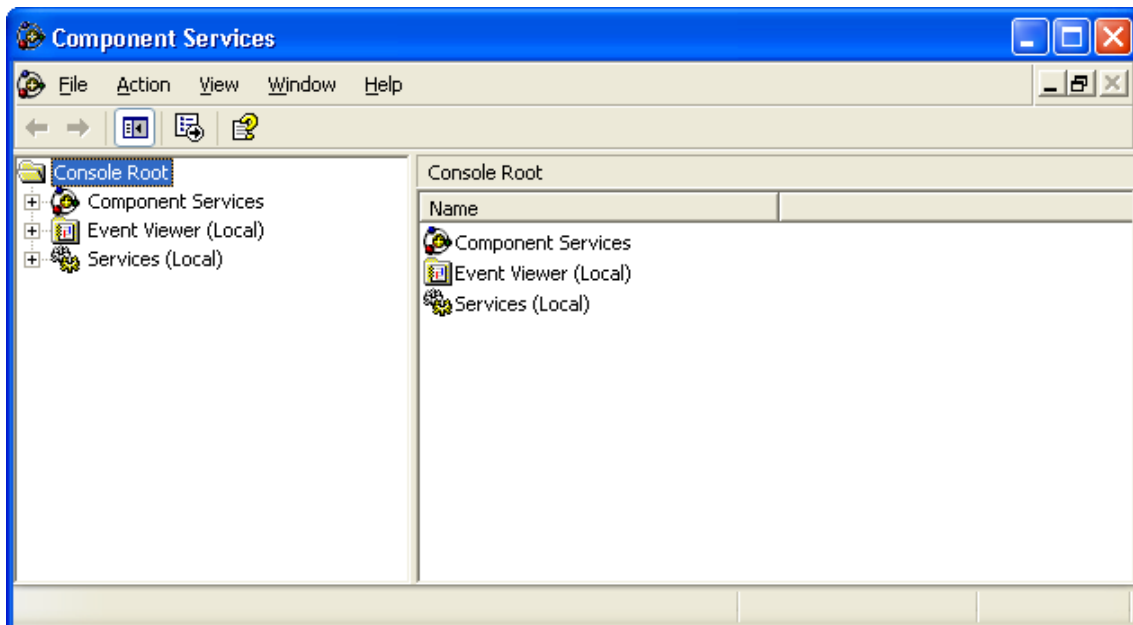 Component Services
File Action View Window Help
Console Root
Component Services
Event Viewer (Local)
Services (Local)
Console Root
Name
Component Services
Event Viewer (Local)
Services (Local)